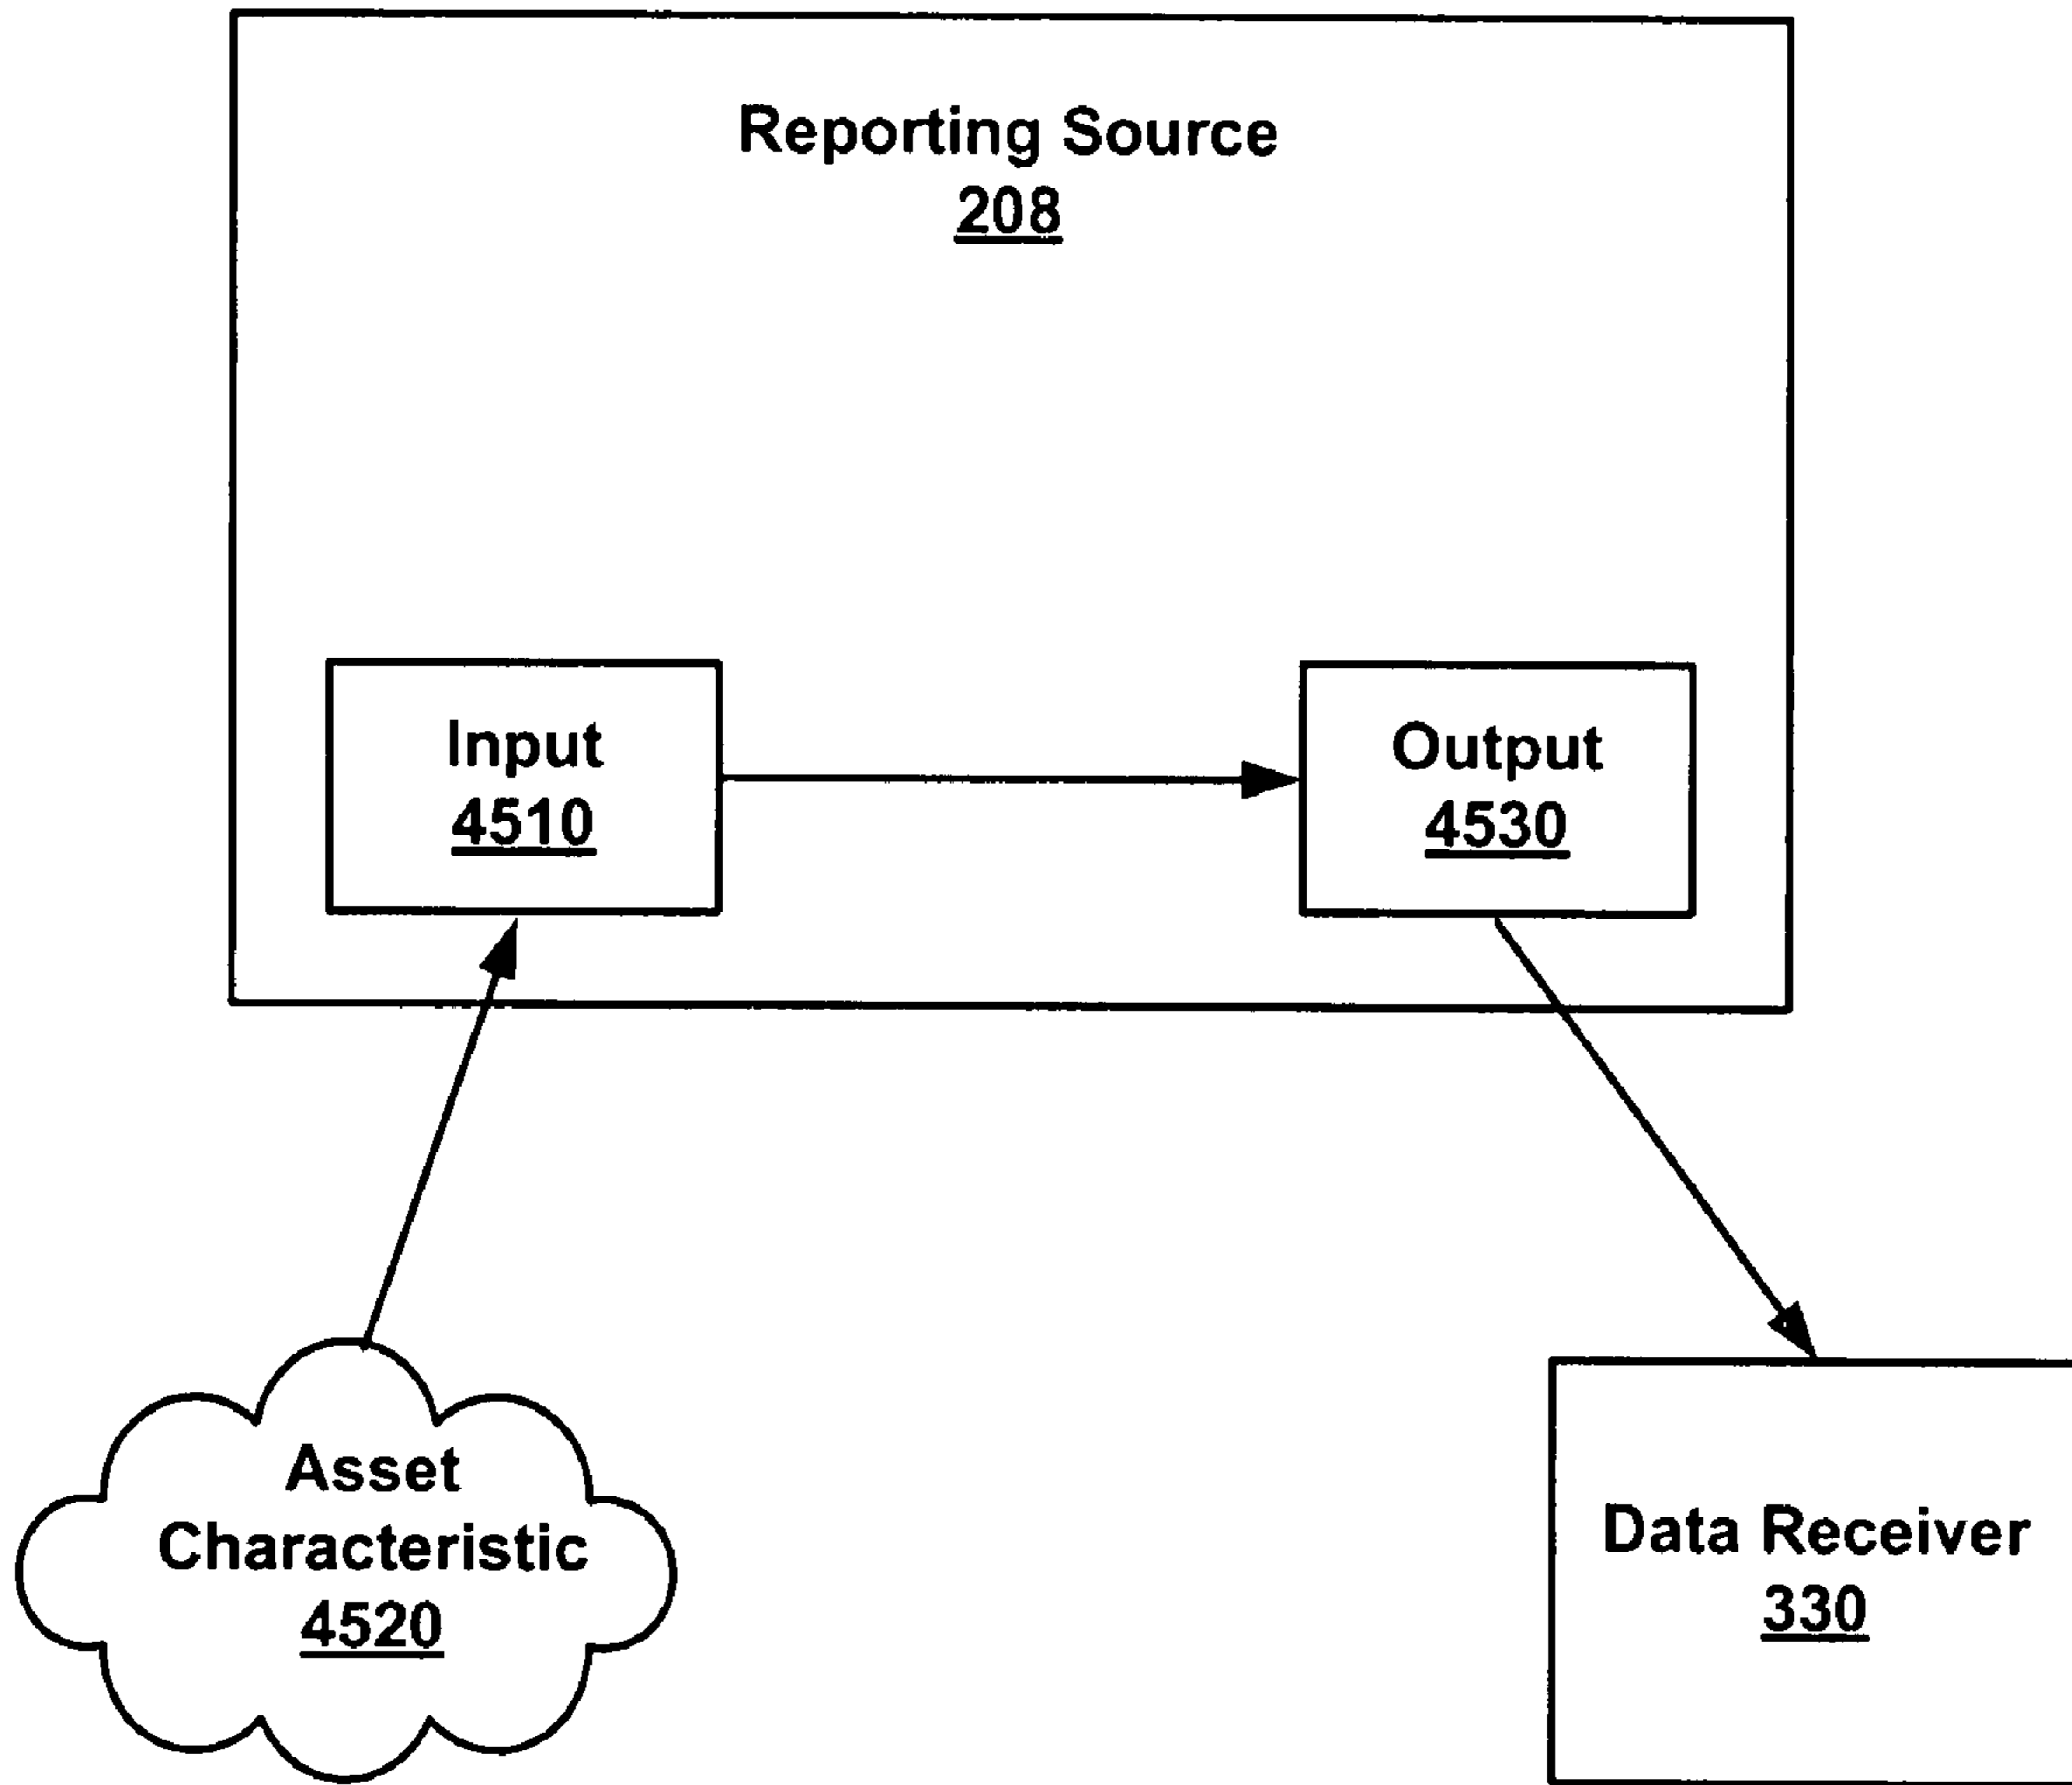 Reporting Source
208
Input
4510
Output
4530
Asset
Characteristic
4520
Data Receiver
330